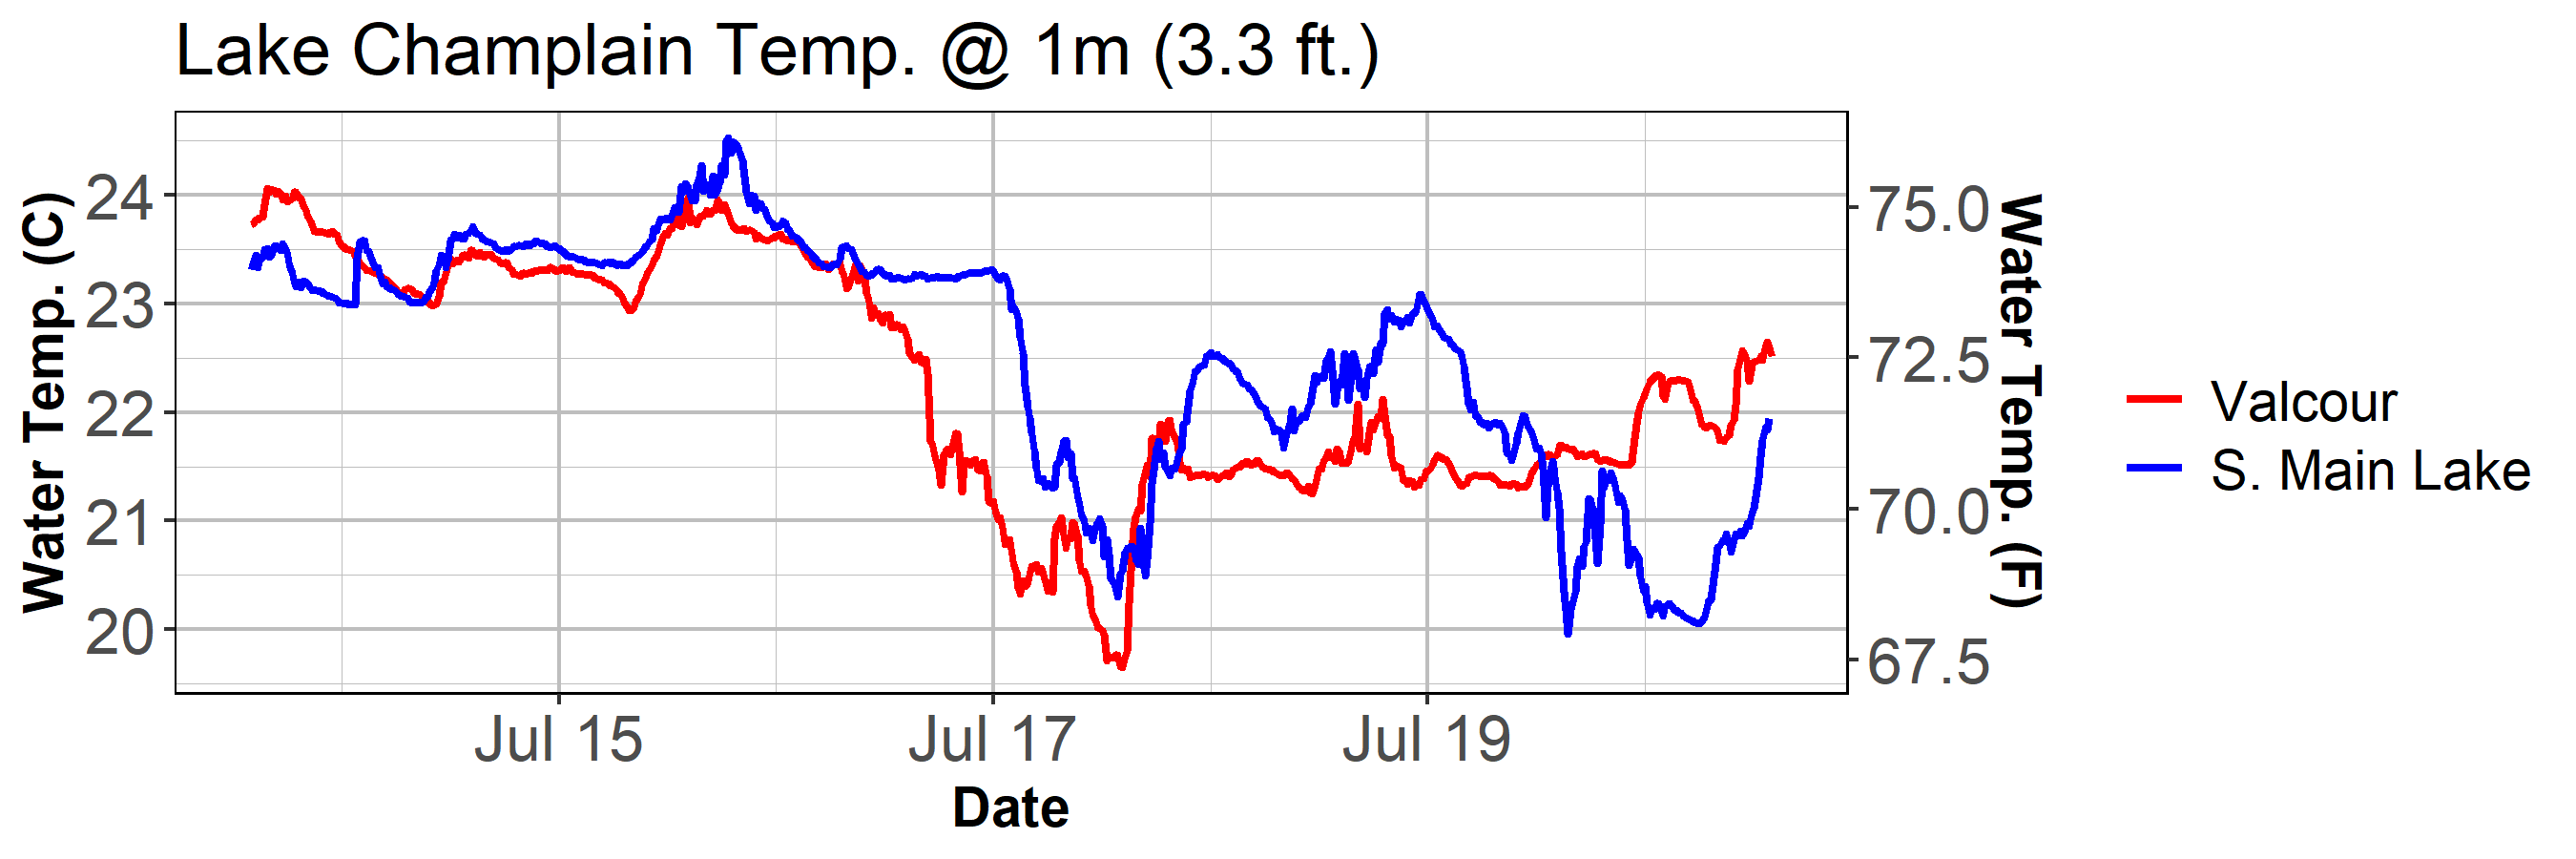 Lake Champlain Temp. @ 1m (3.3 ft.)
Water Temp. (C)
24
23
22
21
20
75.0
72.5
70.0
67.5
Water Temp. (F)
Jul 15
Jul 17
Jul 19
Date
Valcour
S. Main Lake